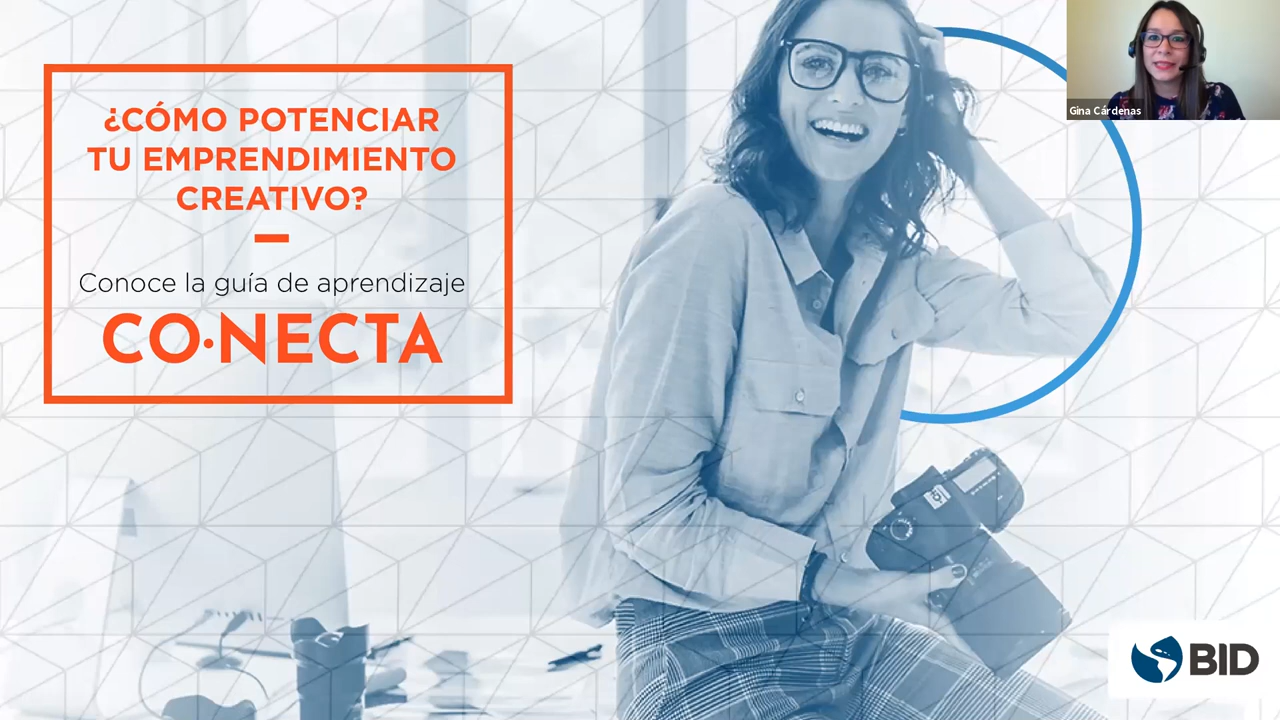 ¿CÓMO POTENCIAR
TU EMPRENDIMIENTO
CREATIVO?
Conoce la guía de aprendizaje
CO·NECTA
Gina Cárdenas
BID